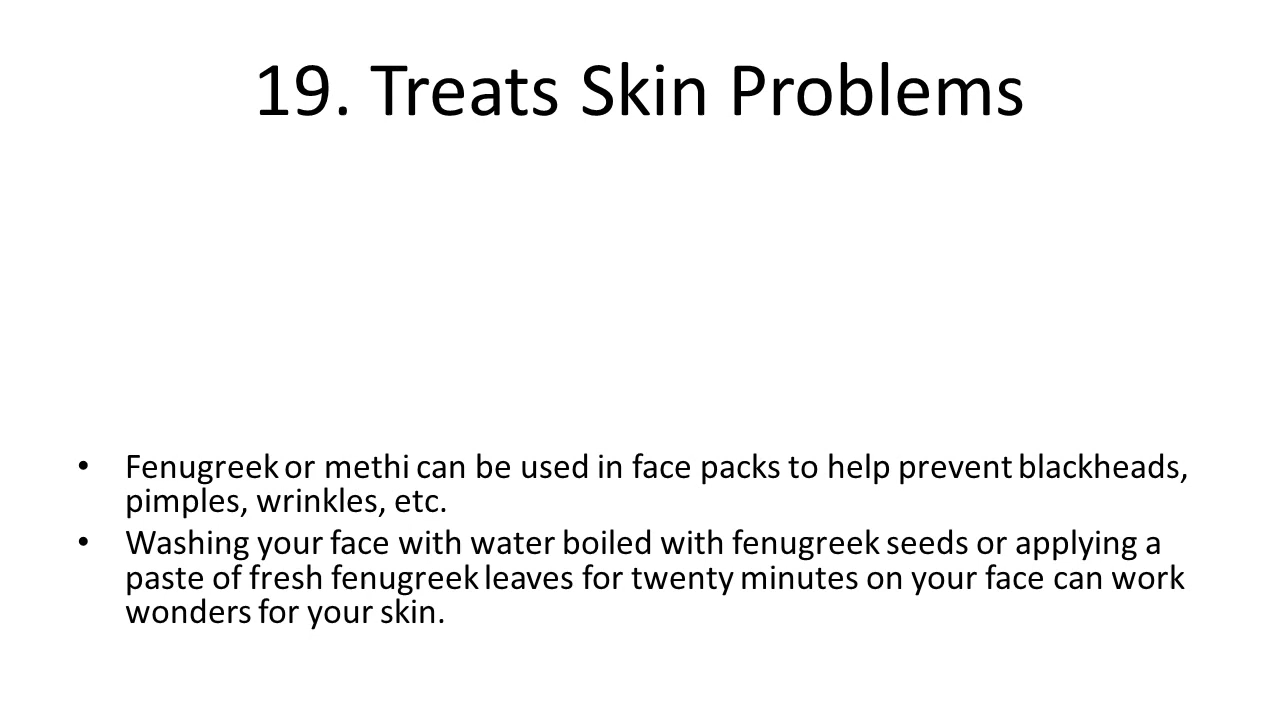 19. Treats Skin Problems
• Fenugreek or methi can be used in face packs to help prevent blackheads,
pimples, wrinkles, etc.
• Washing your face with water boiled with fenugreek seeds or applying a
paste of fresh fenugreek leaves for twenty minutes on your face can work
wonders for your skin.